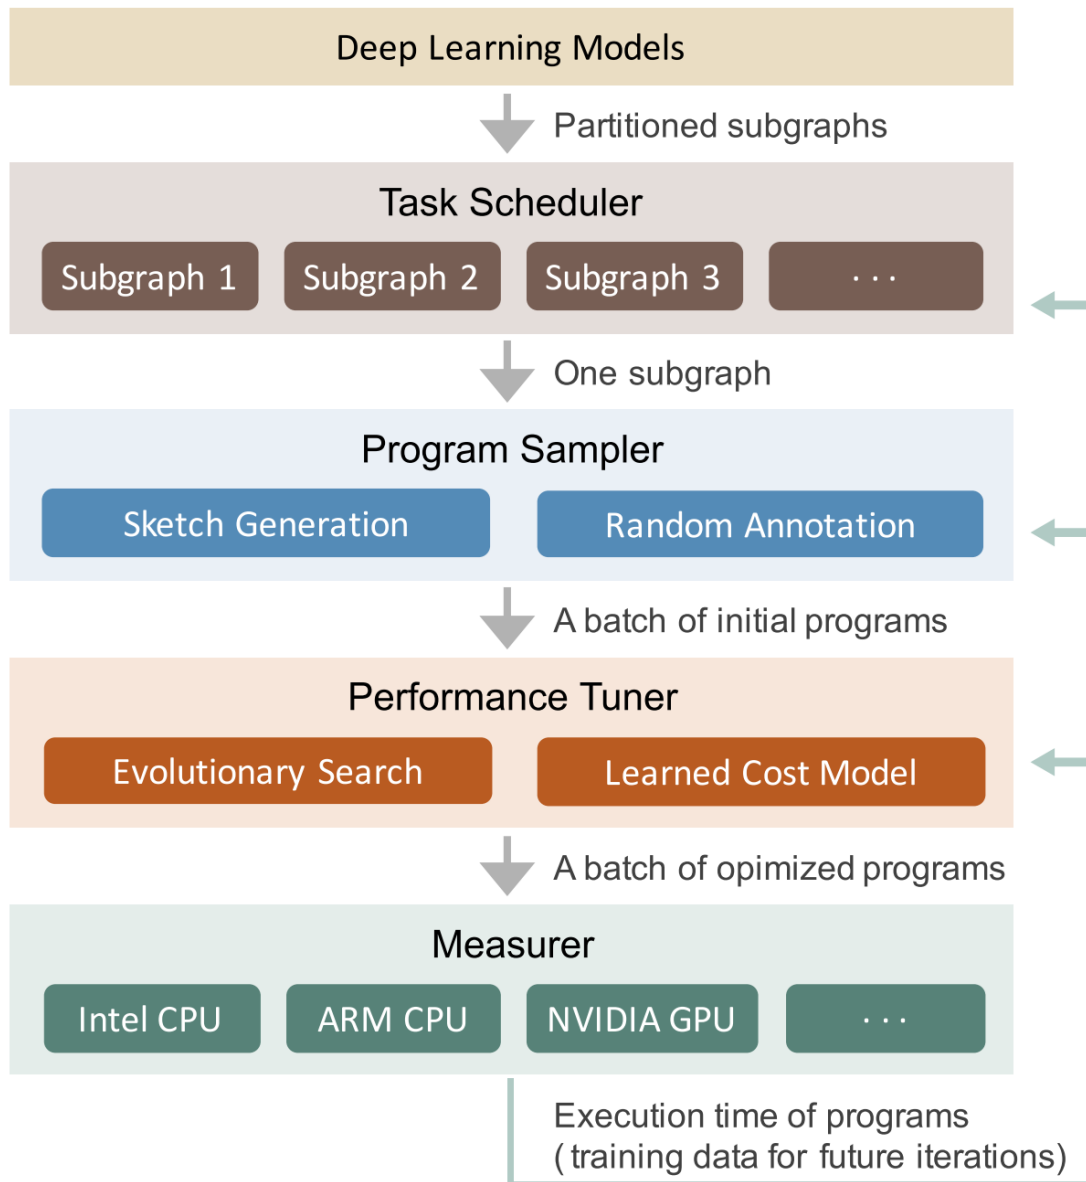 Deep Learning Models
Partitioned subgraphs
Task Scheduler
Subgraph 1 Subgraph 2 Subgraph 3 . . .
One subgraph
Program Sampler
Sketch Generation Random Annotation
A batch of initial programs
Performance Tuner
Evolutionary Search Learned Cost Model
A batch of opimized programs
Measurer
Intel CPU ARM CPU NVIDIA GPU . . .
Execution time of programs
( training data for future iterations)